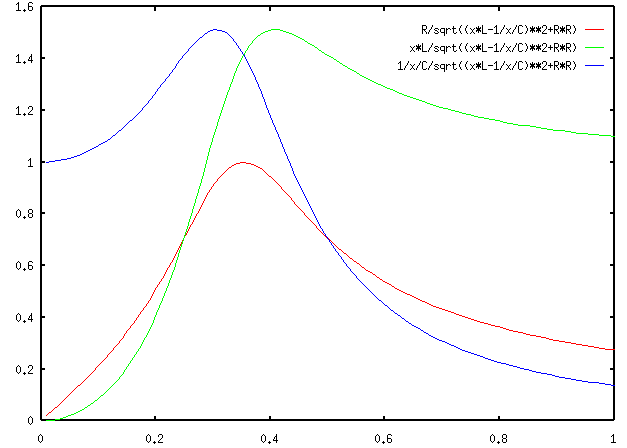 1.6
1.4
1.2
1
0.8
0.6
0.4
0.2
0
R/sqrt((x*L-1/x/C)**2+R*R)
x*L/sqrt((x*L-1/x/C)**2+R*R)
1/x/C/sqrt((x*L-1/x/C)**2+R*R)
0 0.2 0.4 0.6 0.8 1